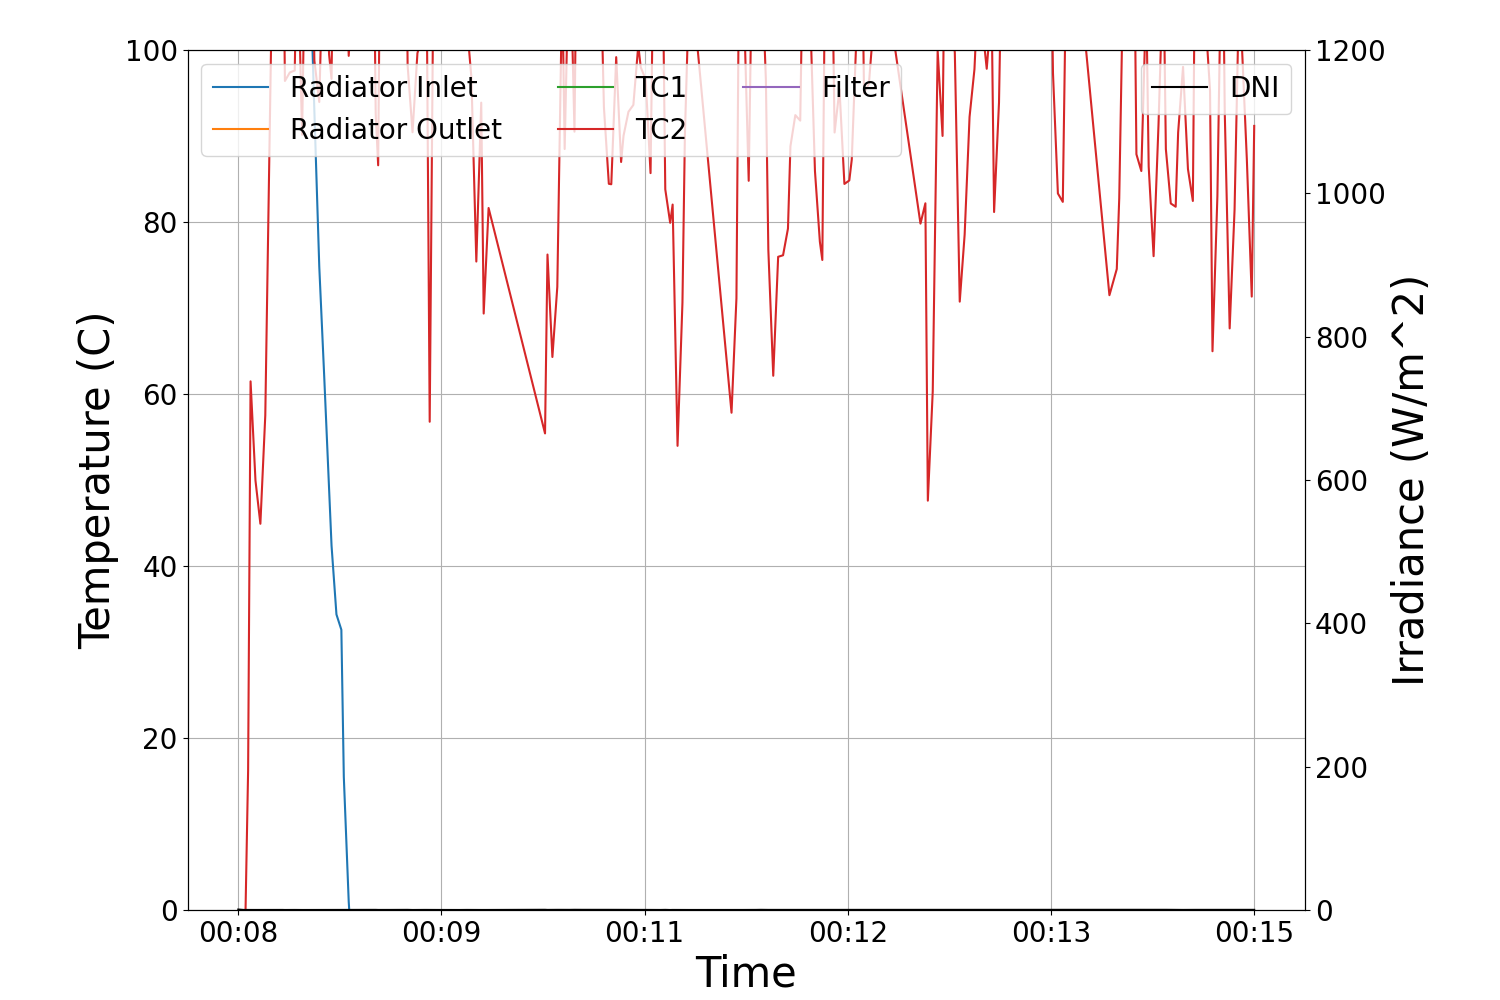 100
80
60
40
20
0
Temperature (C)
Radiator Inlet
Radiator Outlet
TC1
TC2
Filter
DNI
1200
1000
800
600
400
200
0
Irradiance (W/m^2)
00:08 00:09 00:11 00:12 00:13 00:15
Time